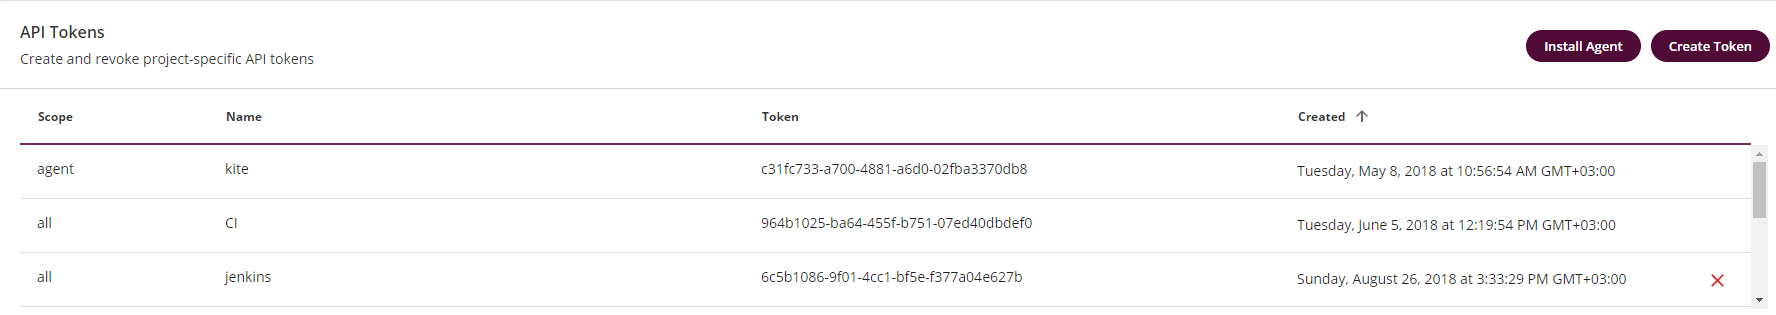 API Tokens
Create and revoke project-specific API tokens
Install Agent Create Token
Scope Name Token Created
agent kite c31fc733-a700-4881-a6d0-02fba3370db8 Tuesday, May 8, 2018 at 10:56:54 AM GMT+03:00
all CI 964b1025-ba64-455f-b751-07ed40dbdef0 Tuesday, June 5, 2018 at 12:19:54 PM GMT+03:00
all jenkins 6c5b1086-9f01-4cc1-bf5e-f377a04e627b Sunday, August 26, 2018 at 3:33:29 PM GMT+03:00